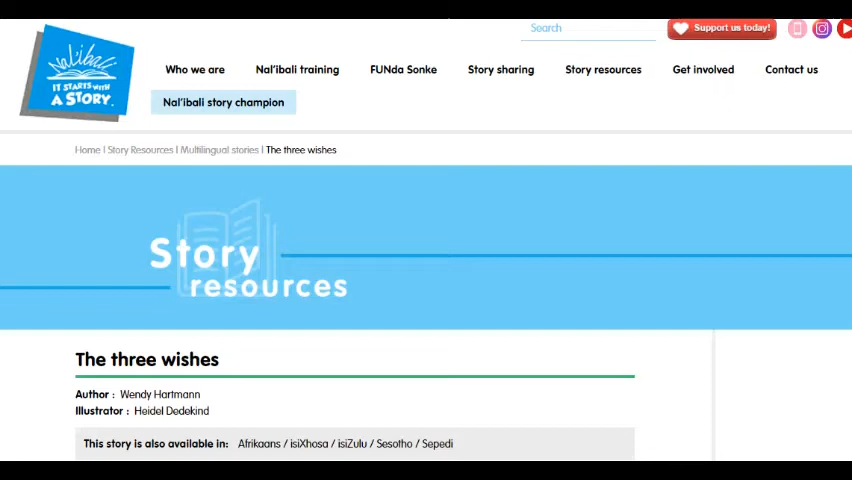 Search
Support us today!
Nal'ibali
IT STARTS WITH
A STORY.
Who we are
Nal'ibali training
FUNda Sonke
Story sharing
Story resources
Get involved
Contact us
Nal'ibali story champion
Home | Story Resources | Multilingual stories | The three wishes
Story
resources
The three wishes
Author : Wendy Hartmann
Illustrator : Heidel Dedekind
This story is also available in: Afrikaans / isiXhosa / isiZulu / Sesotho / Sepedi